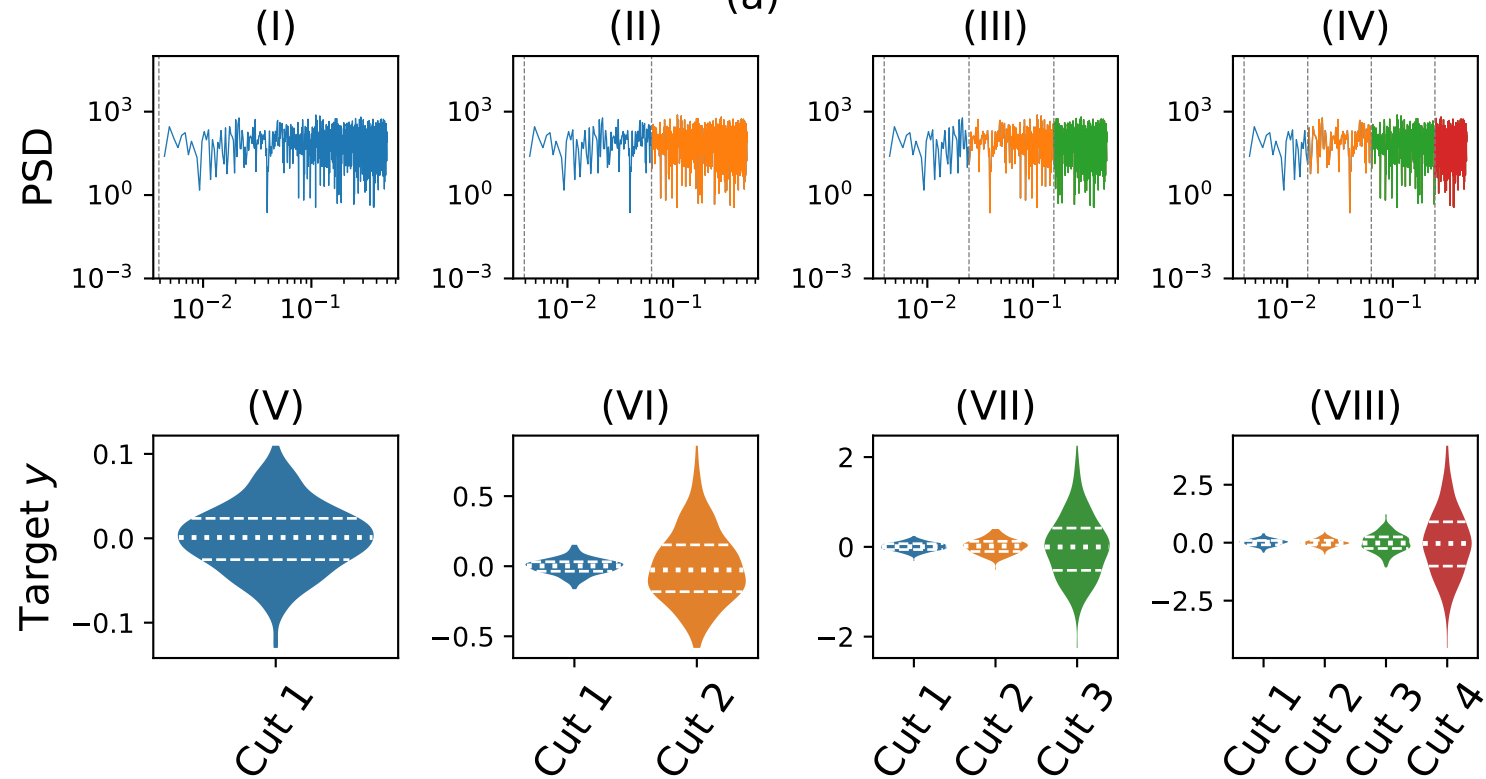 (a)
(I) (II) (III) (IV)
PSD
10³ 10³ 10³ 10³
10⁰ 10⁰ 10⁰ 10⁰
10⁻³ 10⁻³ 10⁻³ 10⁻³
10⁻² 10⁻¹ 10⁻² 10⁻¹ 10⁻² 10⁻¹ 10⁻² 10⁻¹
(V) (VI) (VII) (VIII)
Target y
0.1 0.0 −0.1
0.5 0.0 −0.5
2 0 −2
2.5 0.0 −2.5
Cut 1
Cut 1 Cut 2
Cut 1 Cut 2 Cut 3
Cut 1 Cut 2 Cut 3 Cut 4